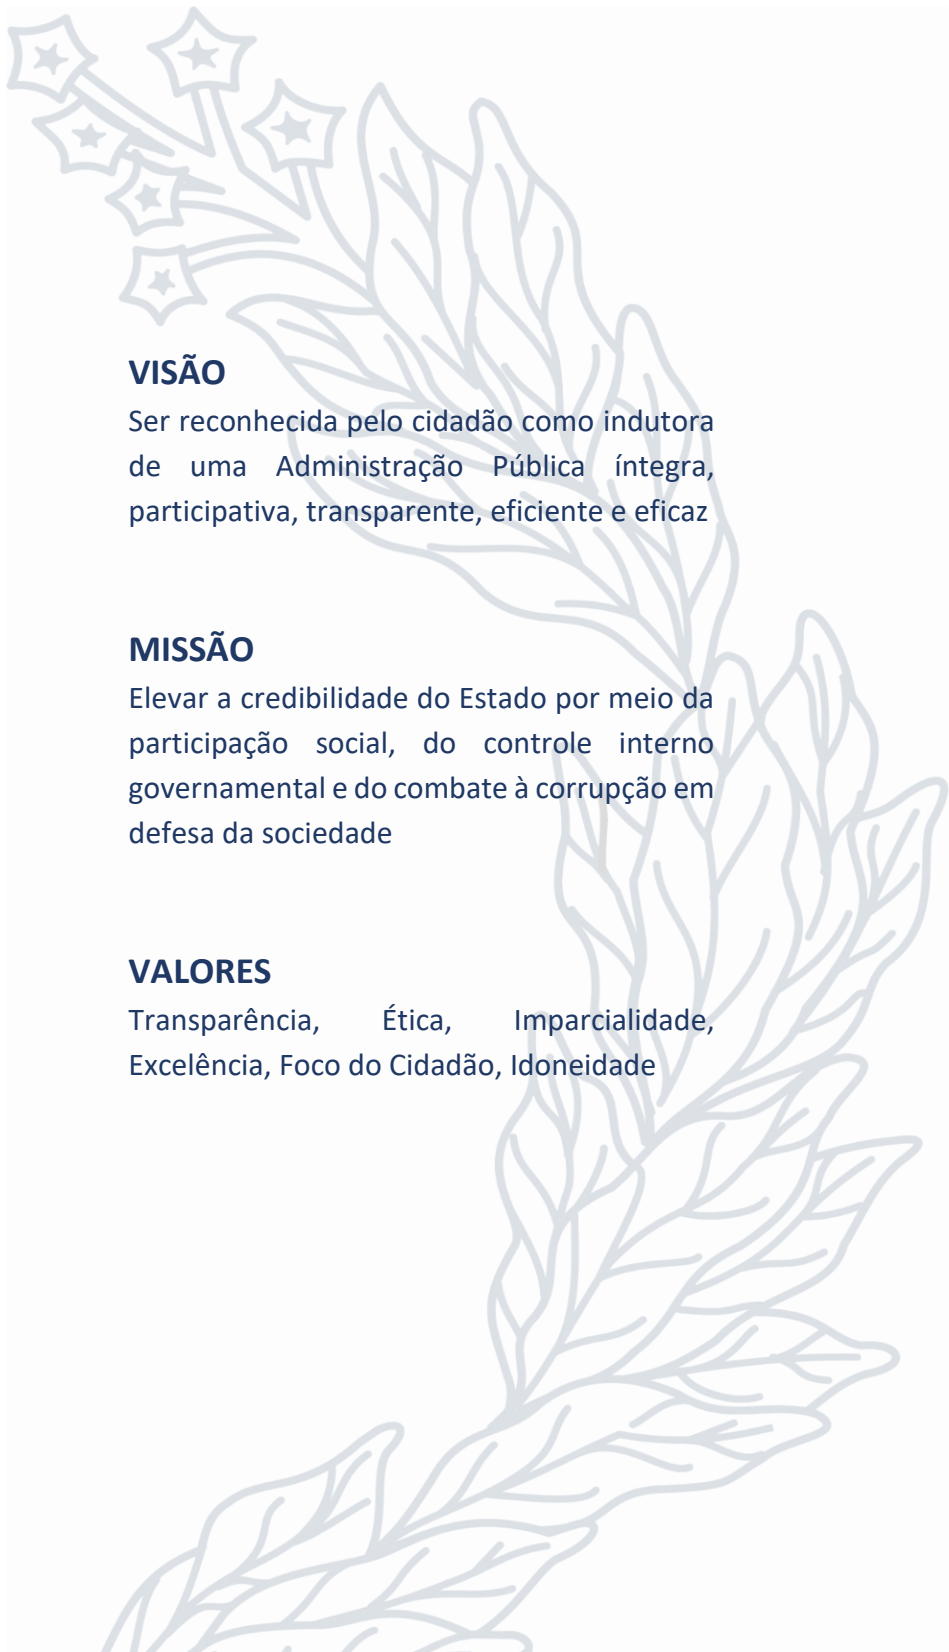 VISÃO
Ser reconhecida pelo cidadão como indutora
de uma Administração Pública íntegra,
participativa, transparente, eficiente e eficaz
MISSÃO
Elevar a credibilidade do Estado por meio da
participação social, do controle interno
governamental e do combate à corrupção em
defesa da sociedade
VALORES
Transparência, Ética, Imparcialidade,
Excelência, Foco do Cidadão, Idoneidade